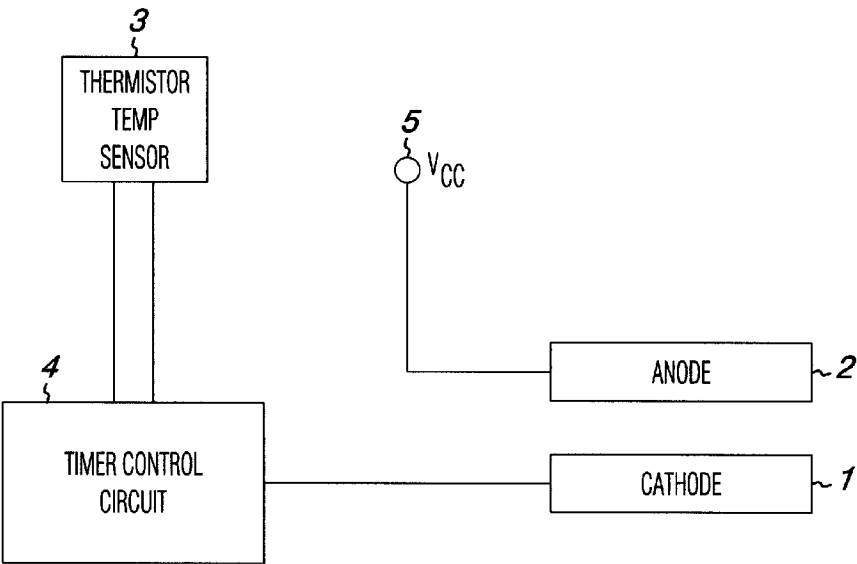 3
THERMISTOR
TEMP
SENSOR
5
VCC
4
TIMER CONTROL
CIRCUIT
ANODE
2
CATHODE
1